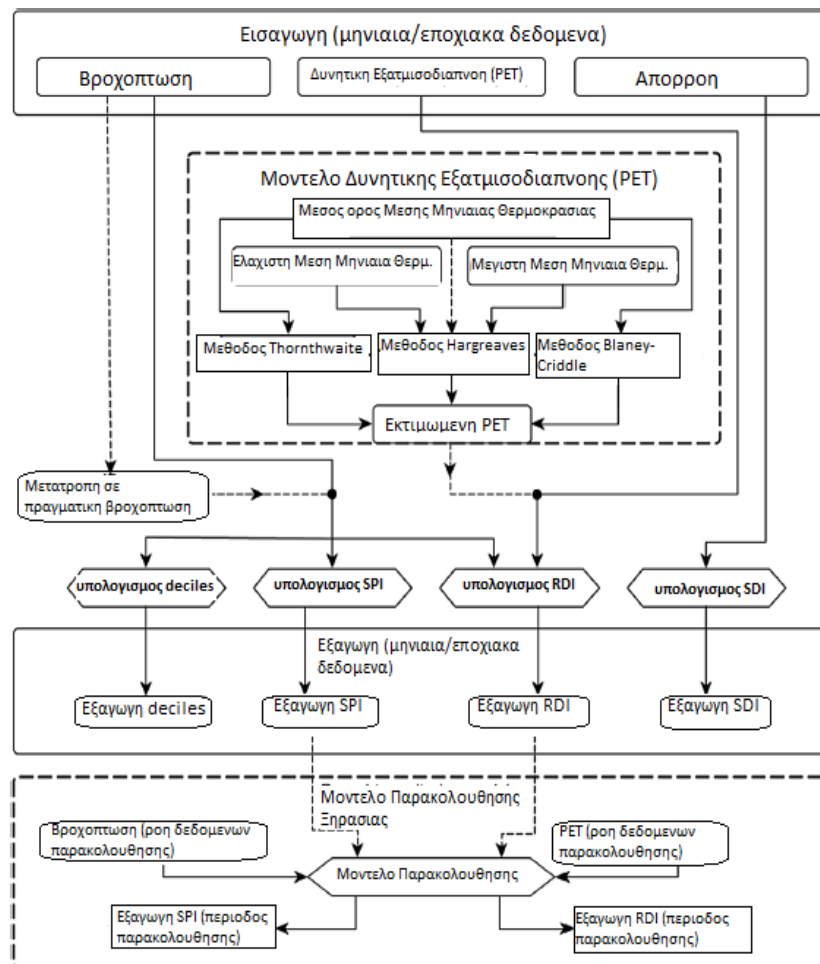 Εισαγωγη (μηνιαια/εποχιακα δεδομενα)
Βροχοπτωση
Δυνητικη Εξατμισοδιαπνοη (PET)
Απορροη
Μοντελο Δυνητικης Εξατμισοδιαπνοης (PET)
Μεσος ορος Μεσης Μηνιαιας Θερμοκρασιας
Ελαχιστη Μεση Μηνιαια Θερμ.
Μεγιστη Μεση Μηνιαια Θερμ.
Μεθοδος Thornthwaite
Μεθοδος Hargreaves
Μεθοδος Blaney-
Criddle
Εκτιμωμενη PET
Μετατροπη σε
πραγματικη βροχοπτωση
υπολογισμος deciles
υπολογισμος SPI
υπολογισμος RDI
υπολογισμος SDI
Εξαγωγη (μηνιαια/εποχιακα
δεδομενα)
Εξαγωγη deciles
Εξαγωγη SPI
Εξαγωγη RDI
Εξαγωγη SDI
Μοντελο Παρακολουθησης
Ξηρασιας
Βροχοπτωση (ροη δεδομενων
παρακολουθησης)
PET (ροη δεδομενων
παρακολουθησης)
Μοντελο Παρακολουθησης
Εξαγωγη SPI (περιοδος
παρακολουθησης)
Εξαγωγη RDI (περιοδος
παρακολουθησης)